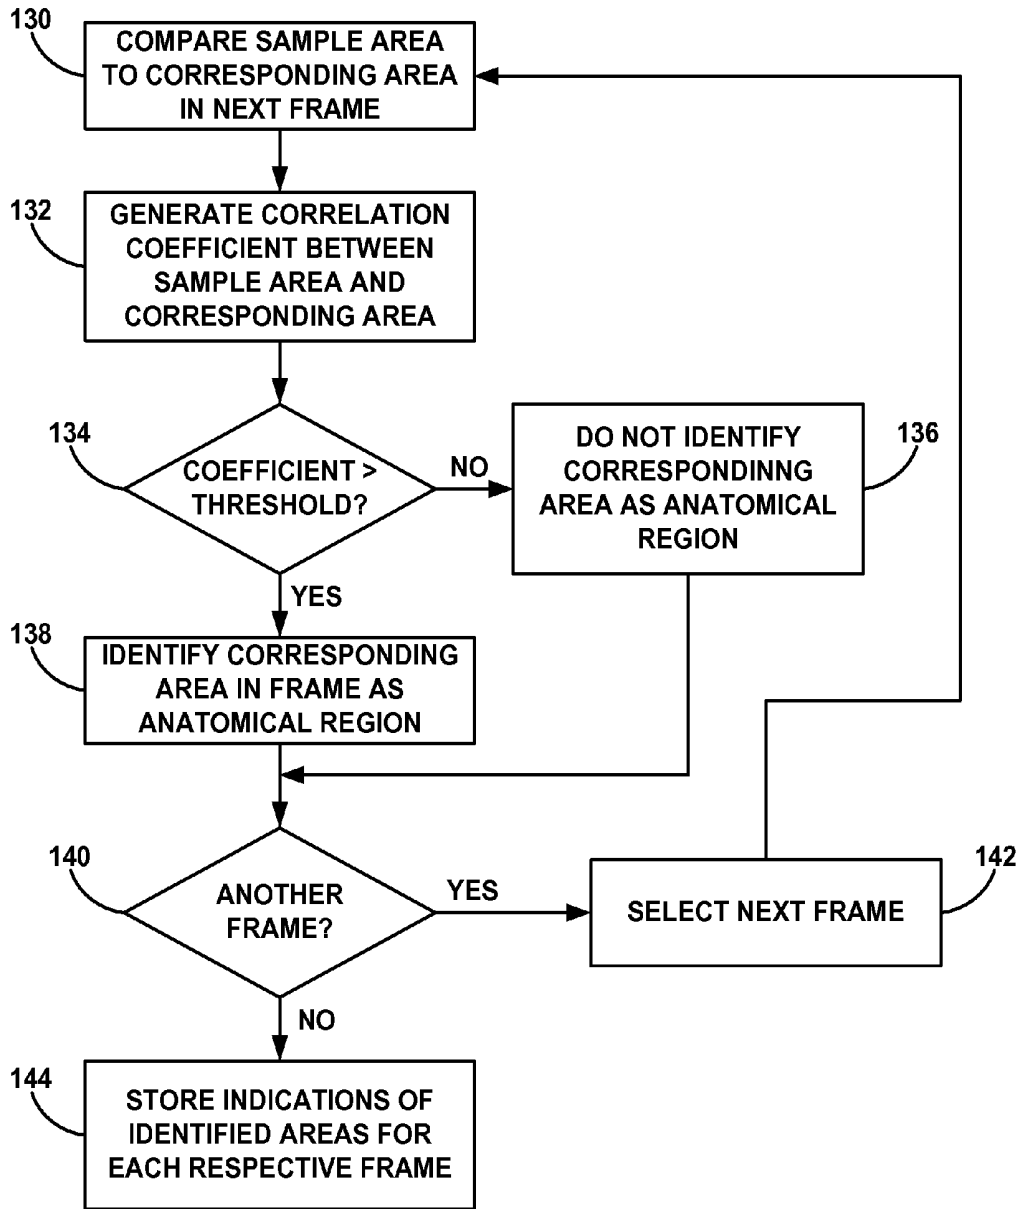 130
COMPARE SAMPLE AREA
TO CORRESPONDING AREA
IN NEXT FRAME
132
GENERATE CORRELATION
COEFFICIENT BETWEEN
SAMPLE AREA AND
CORRESPONDING AREA
134
COEFFICIENT >
THRESHOLD?
NO
DO NOT IDENTIFY
CORRESPONDINNG
AREA AS ANATOMICAL
REGION
136
YES
138
IDENTIFY CORRESPONDING
AREA IN FRAME AS
ANATOMICAL REGION
140
ANOTHER
FRAME?
YES
SELECT NEXT FRAME
142
NO
144
STORE INDICATIONS OF
IDENTIFIED AREAS FOR
EACH RESPECTIVE FRAME